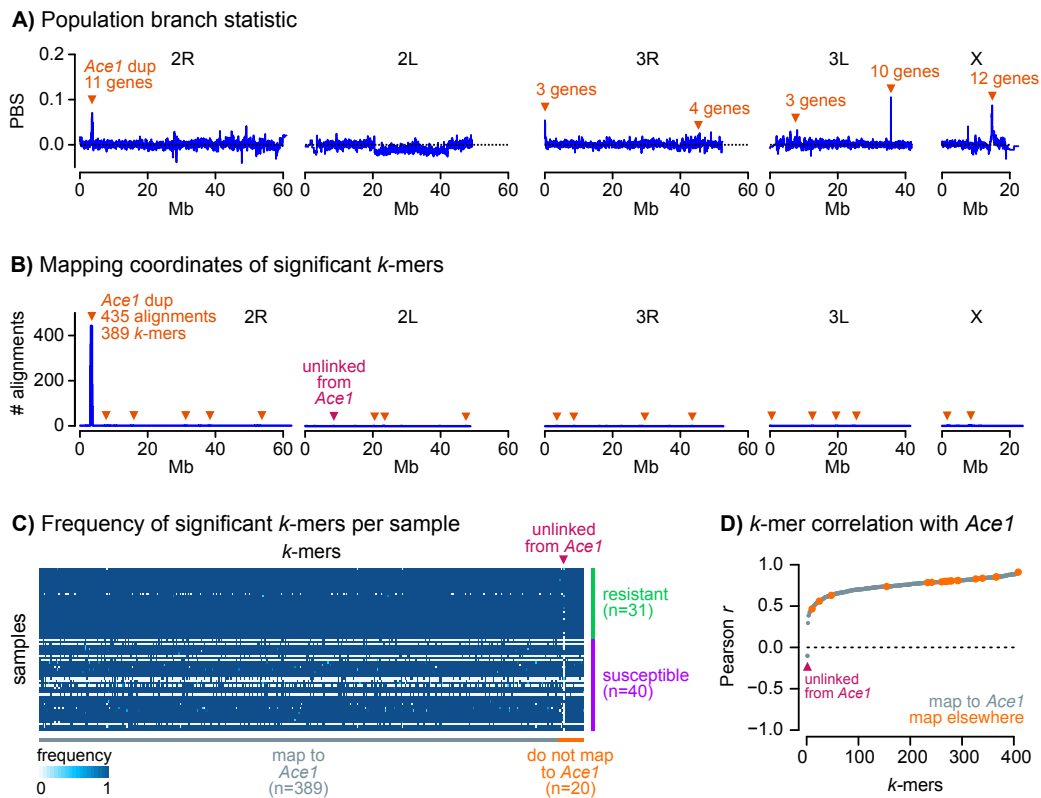 A) Population branch statistic
2R
2L
3R
3L
X
Ace1 dup
11 genes
3 genes
4 genes
3 genes
10 genes
12 genes
PBS
0.2
0.1
0.0
0 20 40 60
0 20 40 60
0 20 40 60
0 20 40
0 20
Mb
Mb
Mb
Mb
Mb
B) Mapping coordinates of significant k-mers
Ace1 dup
435 alignments
389 k-mers
2R
2L
3R
3L
X
unlinked
from
Ace1
# alignments
400
200
0
0 20 40 60
0 20 40 60
0 20 40 60
0 20 40
0 20
Mb
Mb
Mb
Mb
Mb
C) Frequency of significant k-mers per sample
k-mers
unlinked
from Ace1
samples
resistant
(n=31)
susceptible
(n=40)
frequency
0 1
map to
Ace1
(n=389)
do not map
to Ace1
(n=20)
D) k-mer correlation with Ace1
Pearson r
1.0
0.5
0.0
−0.5
−1.0
unlinked
from Ace1
map to Ace1
map elsewhere
0 100 200 300 400
k-mers